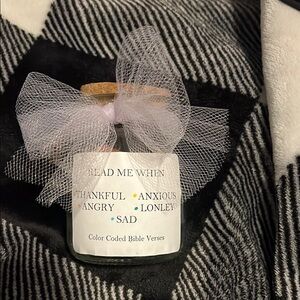 READ ME WHEN
THANKFUL •ANXIOUS
•ANGRY •LONLEY
•SAD
Color Coded Bible Verses